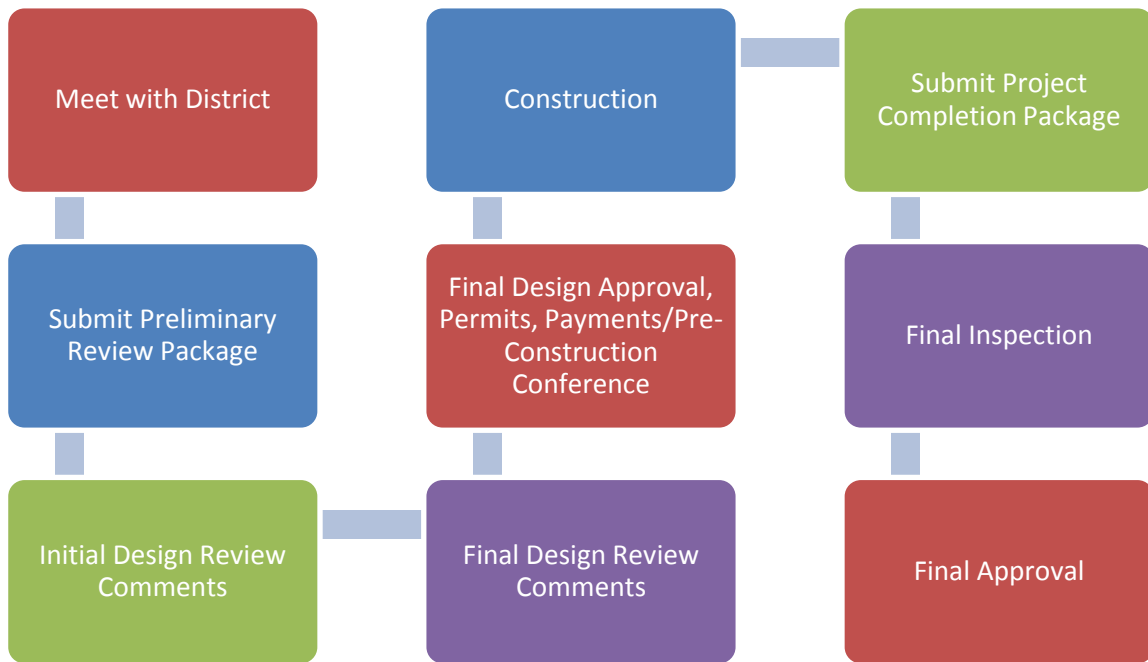 Meet with District
Submit Preliminary
Review Package
Initial Design Review
Comments
Final Design Review
Comments
Final Design Approval,
Permits, Payments/Pre-
Construction
Conference
Construction
Submit Project
Completion Package
Final Inspection
Final Approval